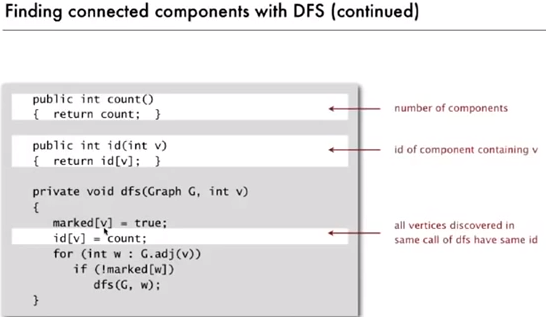 Finding connected components with DFS (continued)
public int count()
{ return count; }
number of components
public int id(int v)
{ return id[v]; }
id of component containing v
private void dfs(Graph G, int v)
{
marked[v] = true;
id[v] = count;
all vertices discovered in
same call of dfs have same id
for (int w : G.adj(v))
if (!marked[w])
dfs(G, w);
}